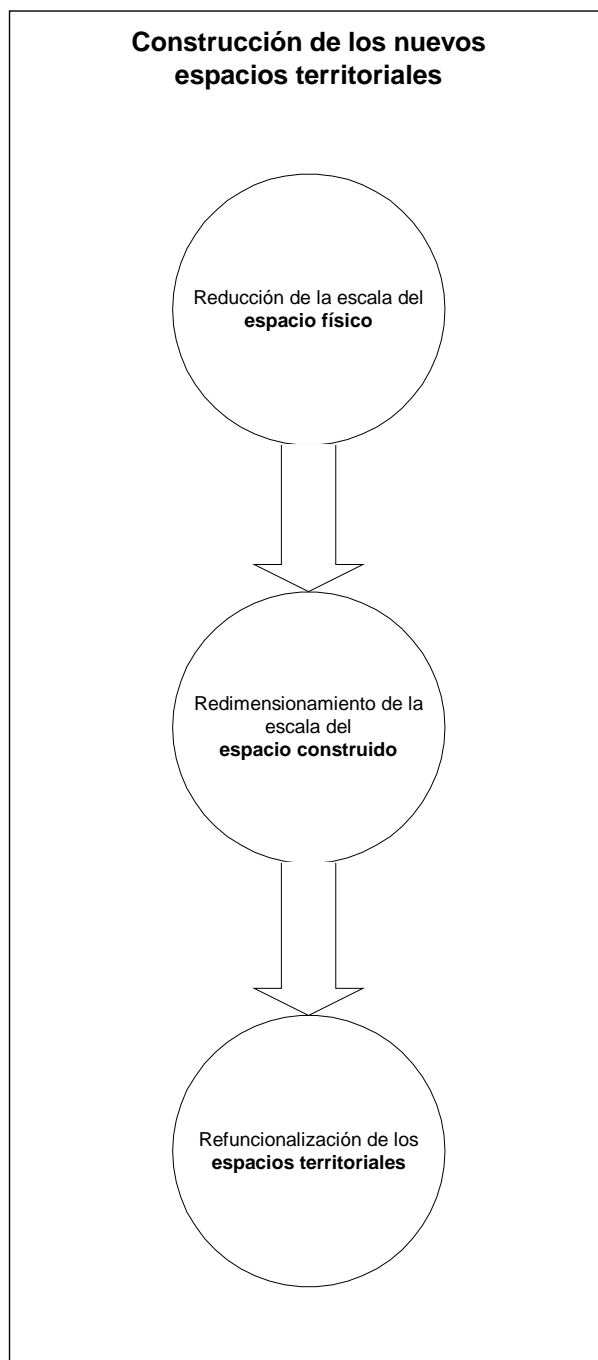 Construcción de los nuevos
espacios territoriales
Reducción de la escala del
espacio físico
Redimensionamiento de la
escala del
espacio construido
Refuncionalización de los
espacios territoriales